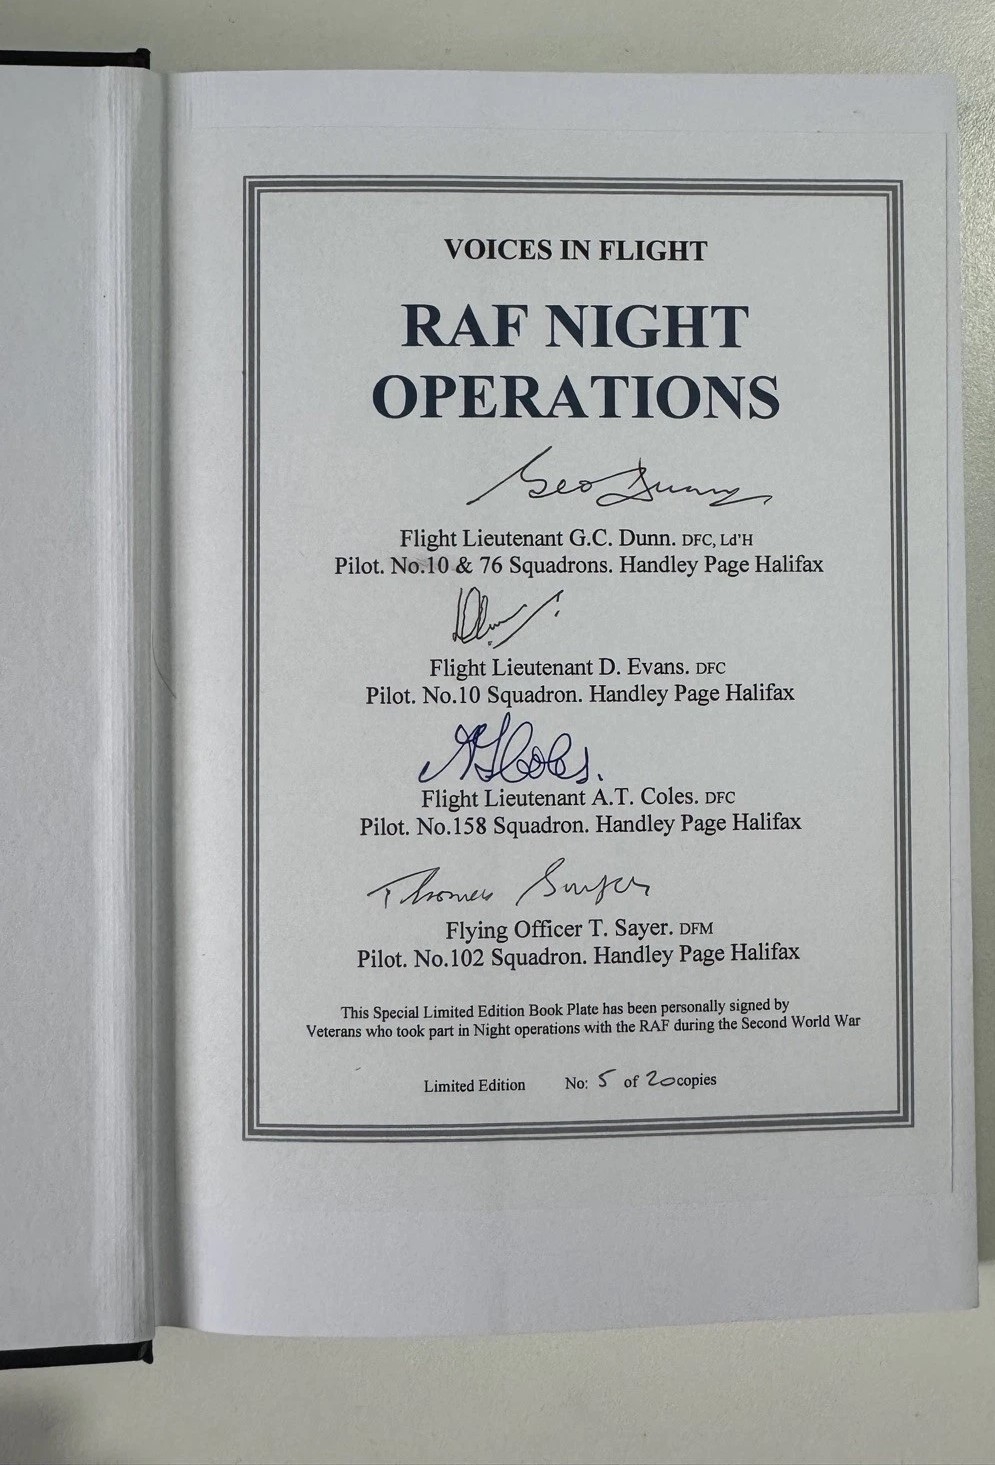 VOICES IN FLIGHT
RAF NIGHT
OPERATIONS
Geo Dunn
Flight Lieutenant G.C. Dunn. DFC, Ld'H
Pilot. No.10 & 76 Squadrons. Handley Page Halifax
Flight Lieutenant D. Evans. DFC
Pilot. No.10 Squadron. Handley Page Halifax
ATColes.
Flight Lieutenant A.T. Coles. DFC
Pilot. No.158 Squadron. Handley Page Halifax
Thomas Sayer
Flying Officer T. Sayer. DFM
Pilot. No.102 Squadron. Handley Page Halifax
This Special Limited Edition Book Plate has been personally signed by
Veterans who took part in Night operations with the RAF during the Second World War
Limited Edition No: 5 of 20 copies